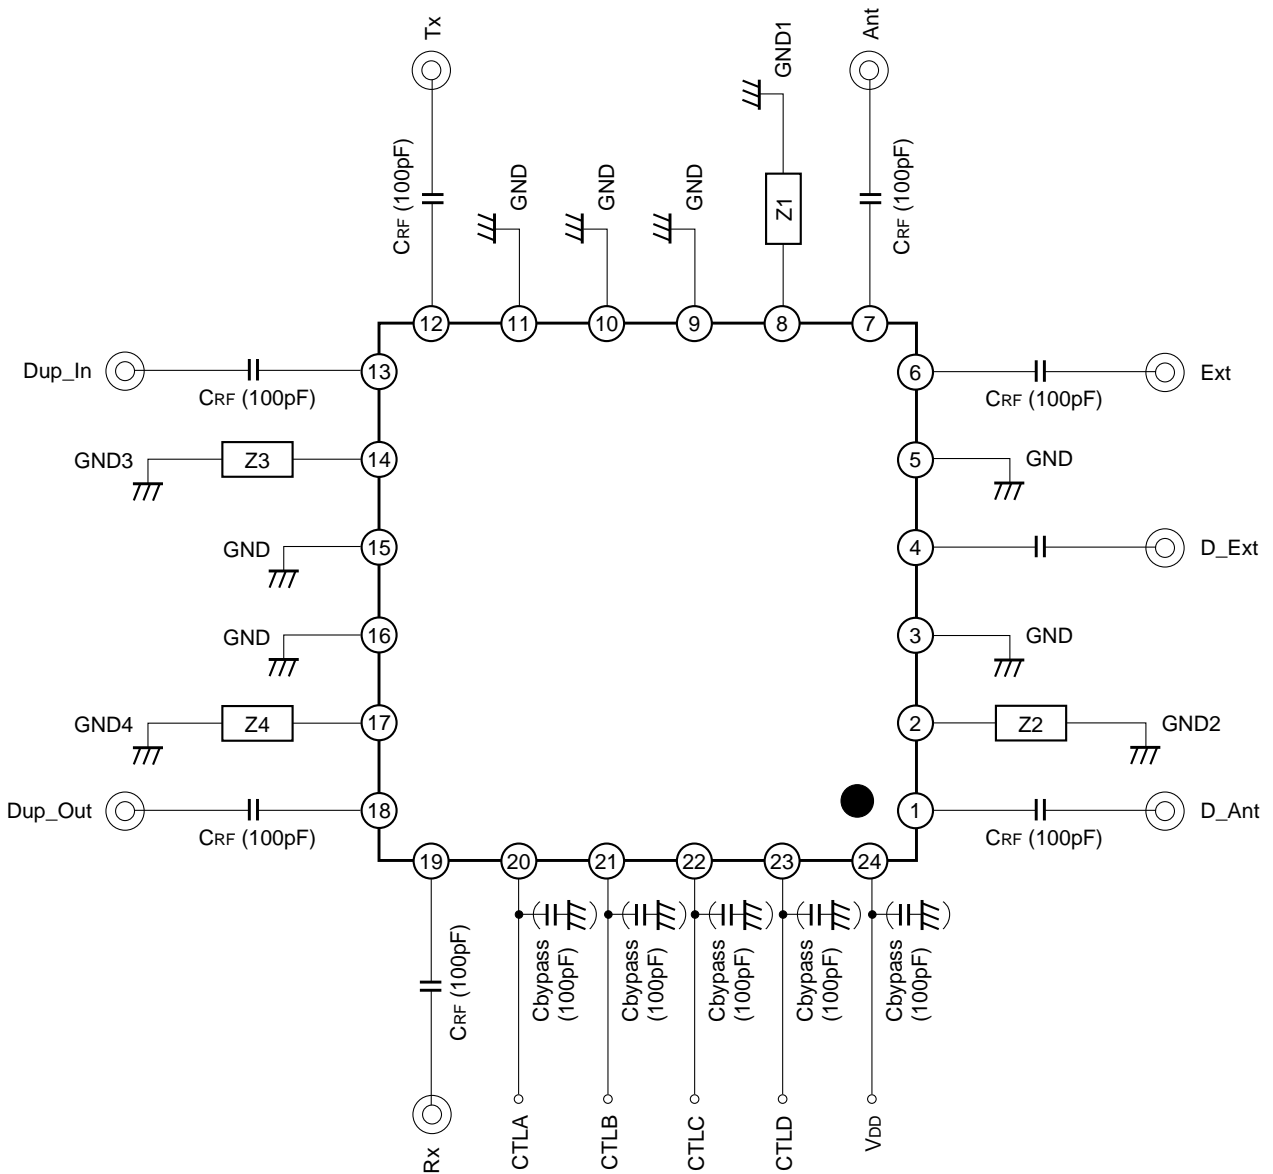 Tx
CRF (100pF)
GND
GND
GND
GND1
Z1
Ant
CRF (100pF)
12
11
10
9
8
7
Dup_In
CRF (100pF)
13
6
CRF (100pF)
Ext
GND3
Z3
14
5
GND
GND
15
4
D_Ext
GND
16
3
GND
GND4
Z4
17
2
Z2
GND2
Dup_Out
CRF (100pF)
18
1
CRF (100pF)
D_Ant
19
20
21
22
23
24
CRF (100pF)
Rx
Cbypass
(100pF)
CTLA
Cbypass
(100pF)
CTLB
Cbypass
(100pF)
CTLC
Cbypass
(100pF)
CTLD
Cbypass
(100pF)
VDD